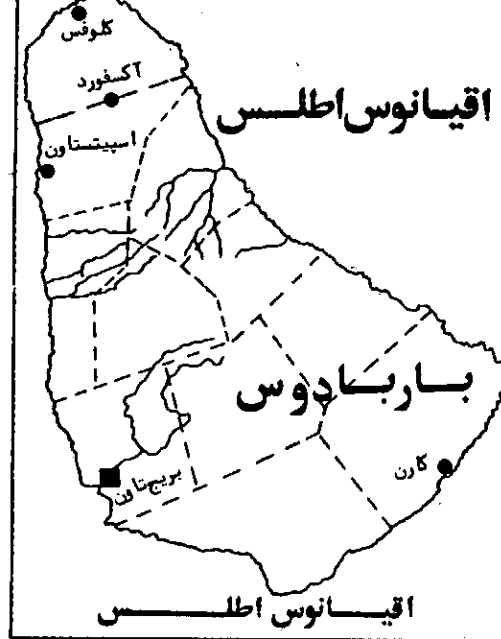 کلوفس
آکسفورد
اقیانوس اطلس
اسپیتستاون
باربادوس
کارن
بریج‌تاون
اقیانوس اطلس